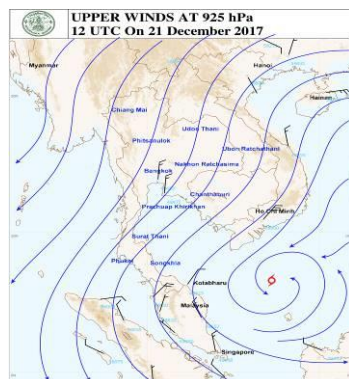 UPPER WINDS AT 925 hPa
12 UTC On 21 December 2017
Myanmar
Hanoi
Hainan
Chiang Mai
Udon Thani
Phitsanulok
Ubon Ratchathani
Nakhon Ratchasima
Bangkok
Chanthaburi
Prachuap Khirikhan
Ho Chi Minh
Surat Thani
Phuket
Songkhla
Kotabharu
Malaysia
Singapore